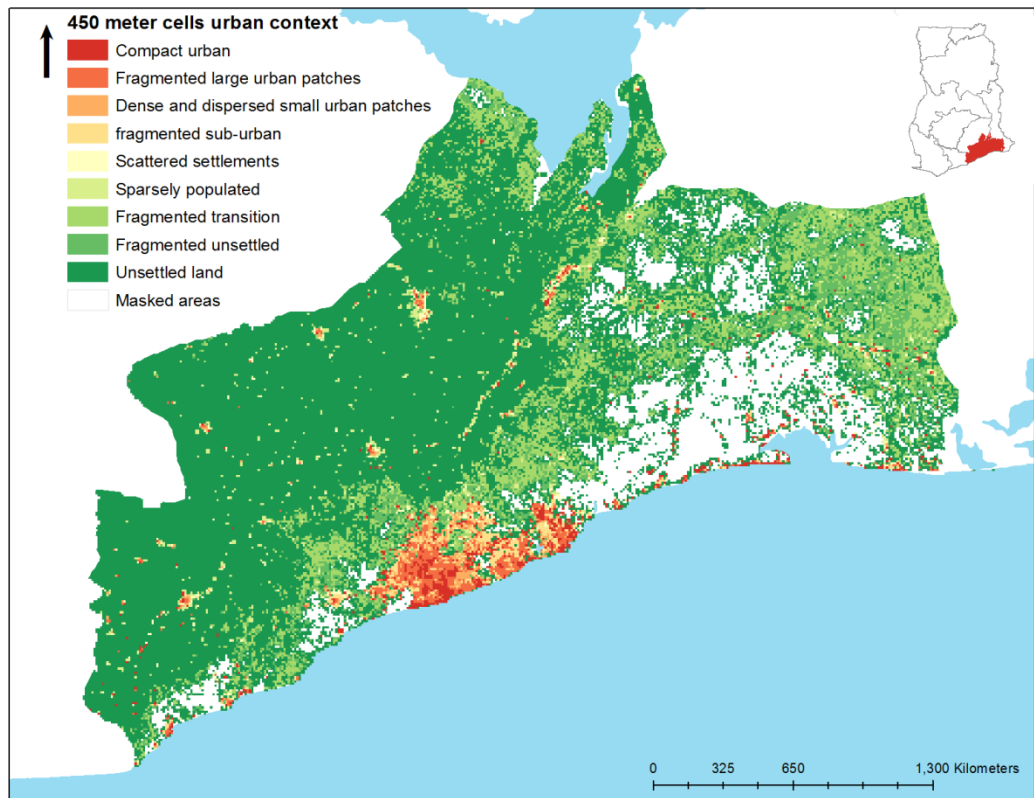 450 meter cells urban context
Compact urban
Fragmented large urban patches
Dense and dispersed small urban patches
fragmented sub-urban
Scattered settlements
Sparsely populated
Fragmented transition
Fragmented unsettled
Unsettled land
Masked areas
0 325 650 1,300 Kilometers